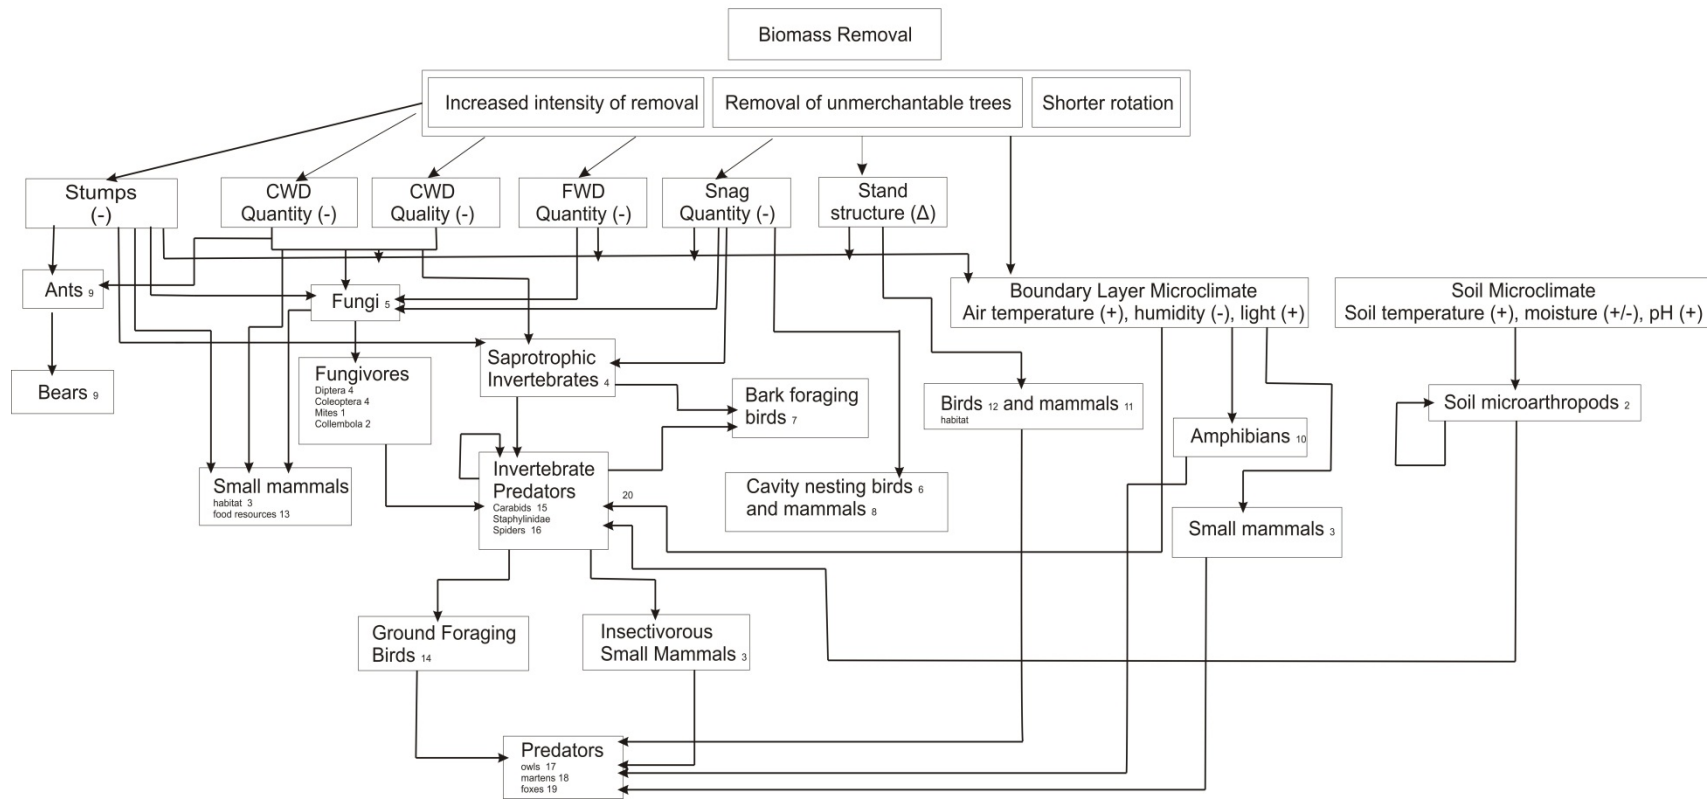 Biomass Removal
Increased intensity of removal
Removal of unmerchantable trees
Shorter rotation
Stumps
(-)
CWD
Quantity (-)
CWD
Quality (-)
FWD
Quantity (-)
Snag
Quantity (-)
Stand
structure (Δ)
Ants 9
Fungi 5
Boundary Layer Microclimate
Air temperature (+), humidity (-), light (+)
Soil Microclimate
Soil temperature (+), moisture (+/-), pH (+)
Bears 9
Fungivores
Diptera 4
Coleoptera 4
Mites 1
Collembola 2
Saprotrophic
Invertebrates 4
Bark foraging
birds 7
Birds 12 and mammals 11
habitat
Soil microarthropods 2
Amphibians 10
Small mammals
habitat 3
food resources 13
Invertebrate
Predators
Carabids 15
Staphylinidae
Spiders 16
20
Cavity nesting birds 6
and mammals 8
Small mammals 3
Ground Foraging
Birds 14
Insectivorous
Small Mammals 3
Predators
owls 17
martens 18
foxes 19